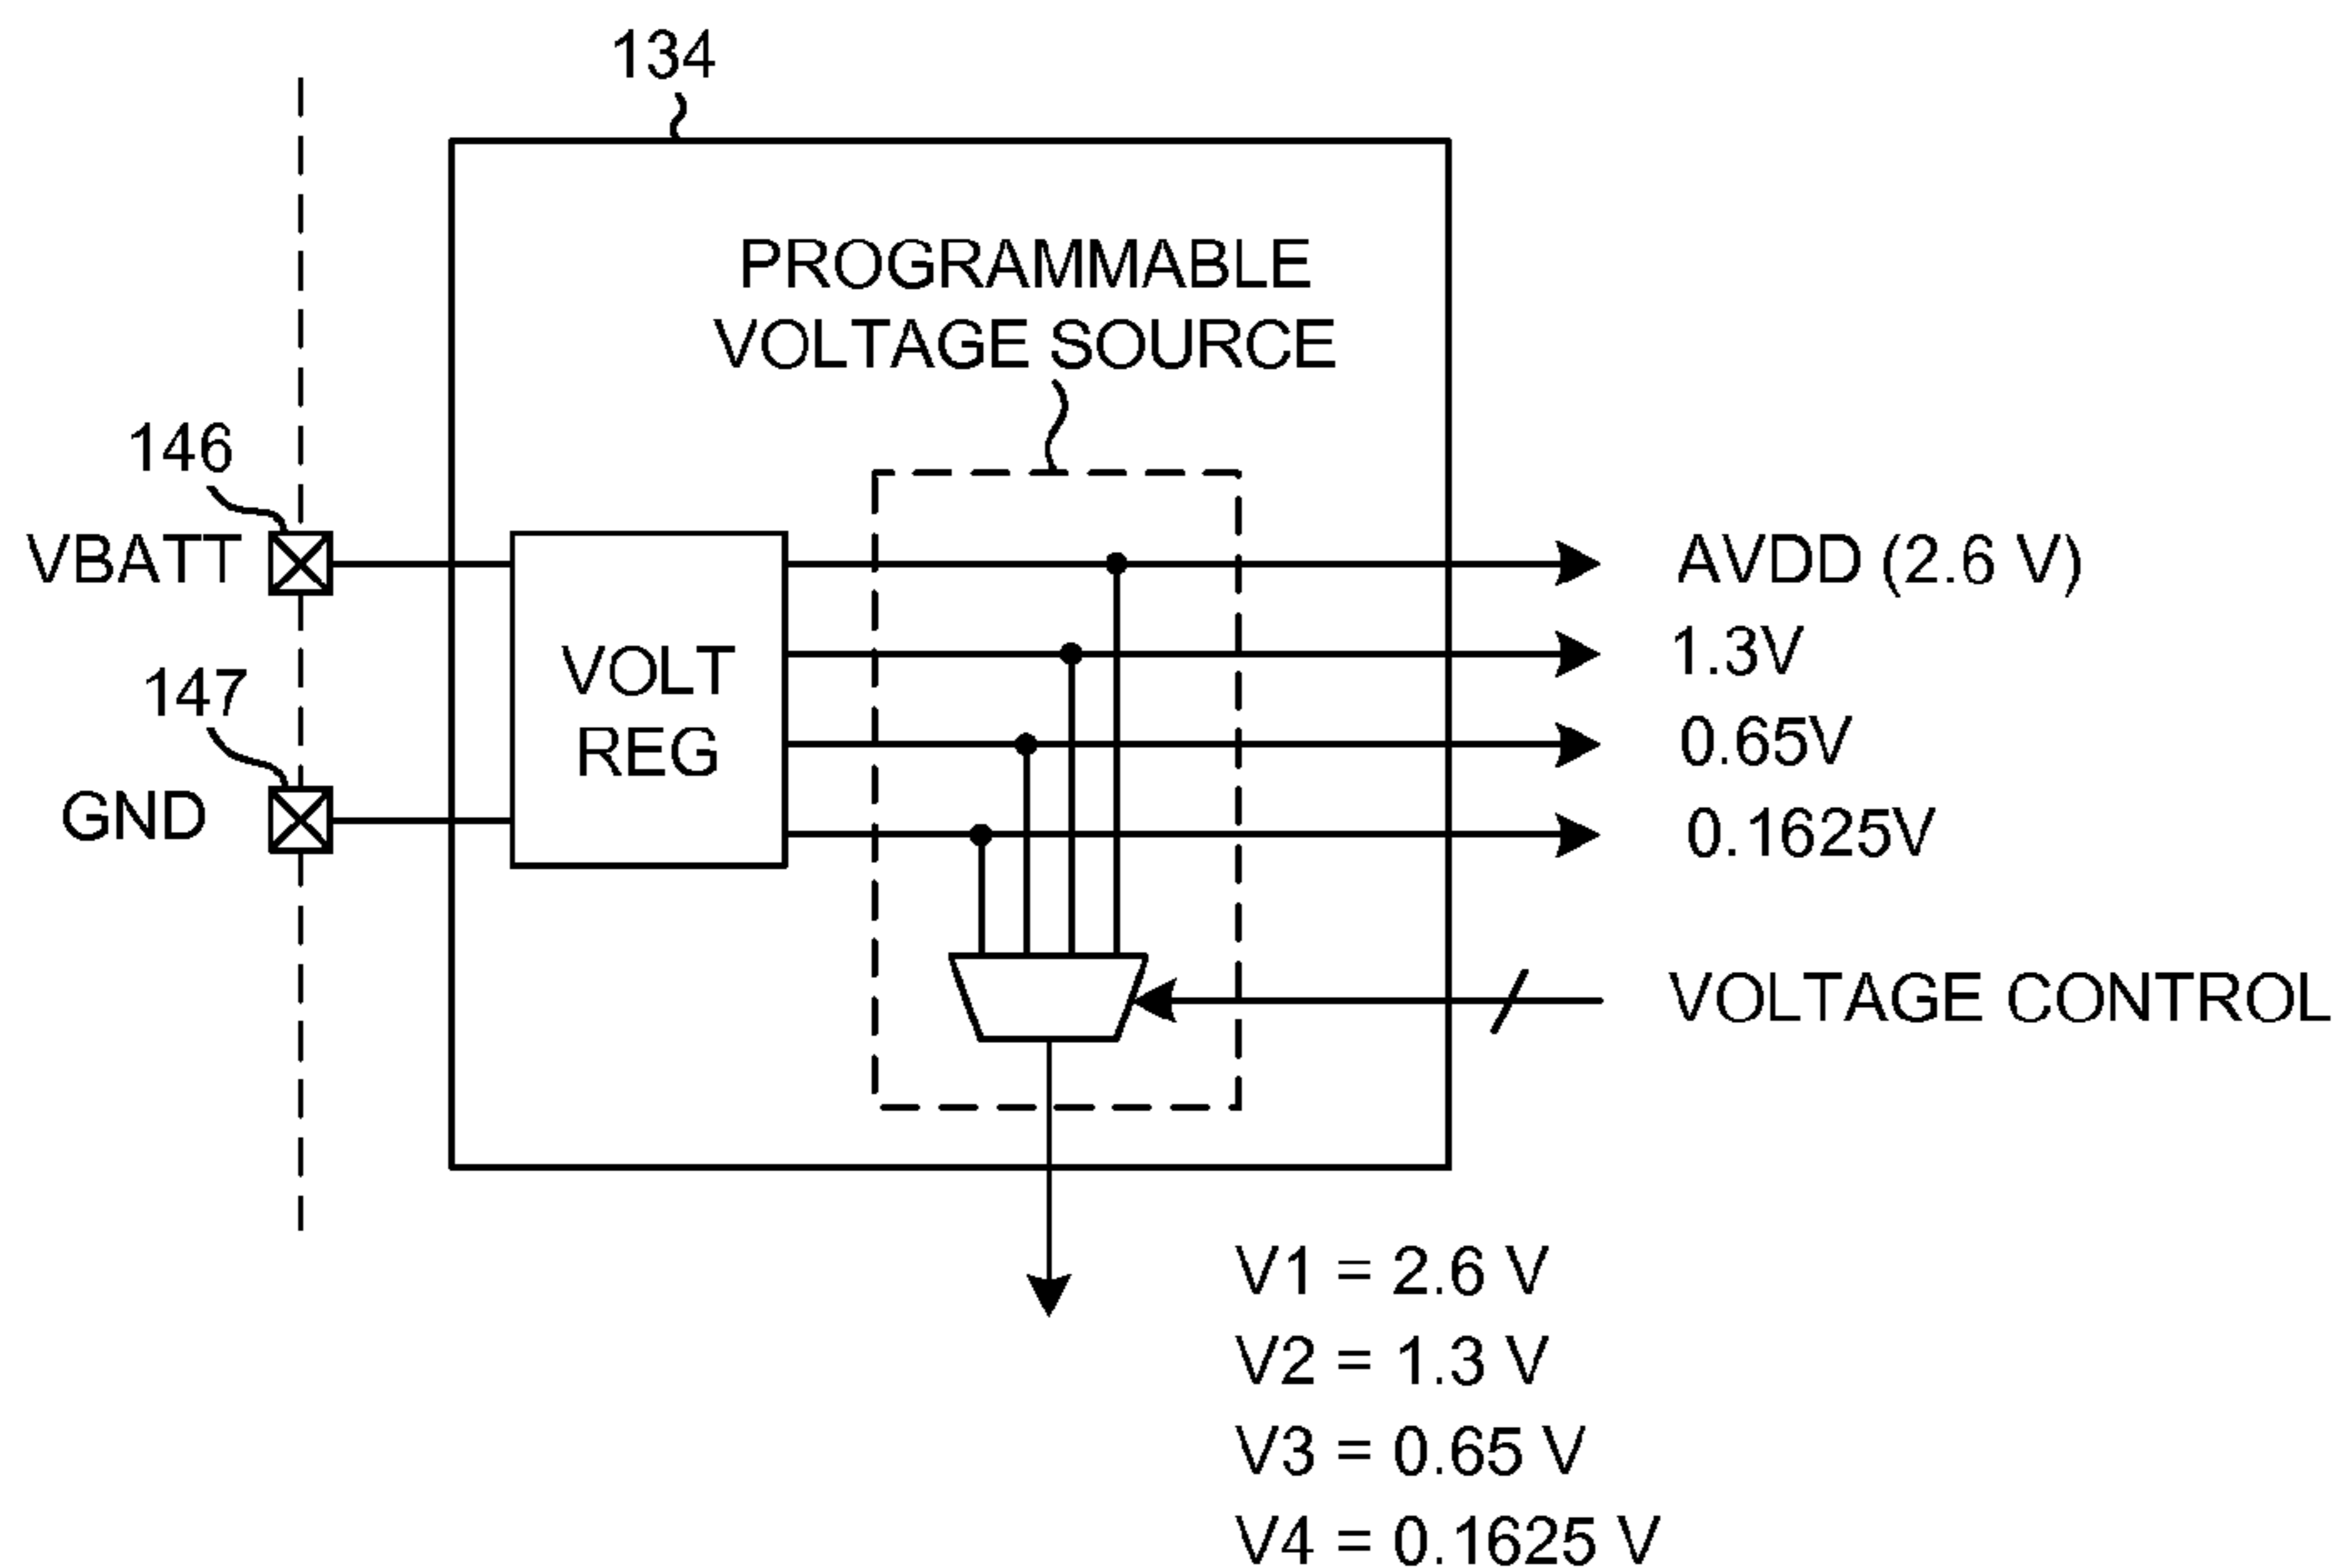 134
PROGRAMMABLE
VOLTAGE SOURCE
146
VBATT
147
GND
VOLT
REG
AVDD (2.6 V)
1.3V
0.65V
0.1625V
VOLTAGE CONTROL
V1 = 2.6 V
V2 = 1.3 V
V3 = 0.65 V
V4 = 0.1625 V